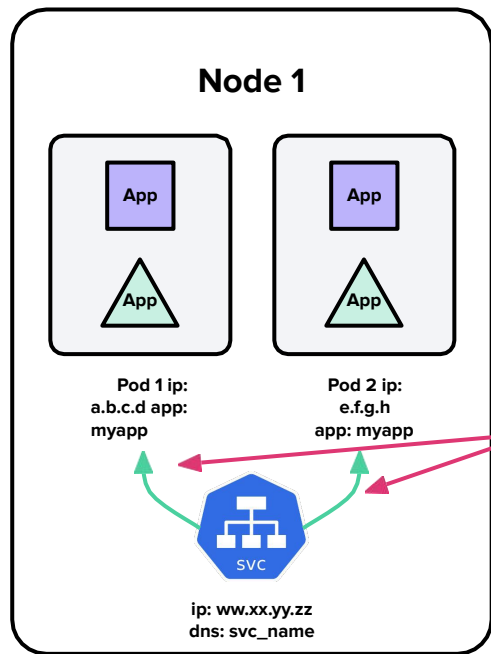 Node 1
App
App
App
App
Pod 1 ip:
a.b.c.d app:
myapp
Pod 2 ip:
e.f.g.h
app: myapp
svc
ip: ww.xx.yy.zz
dns: svc_name